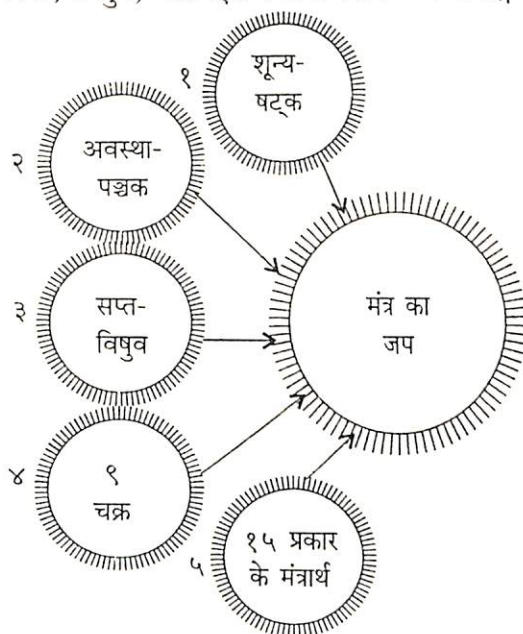 १
शून्य-
षट्क
२
अवस्था-
पञ्चक
३
सप्त-
विषुव
४
९
चक्र
५
१५ प्रकार
के मंत्रार्थ
मंत्र का
जप